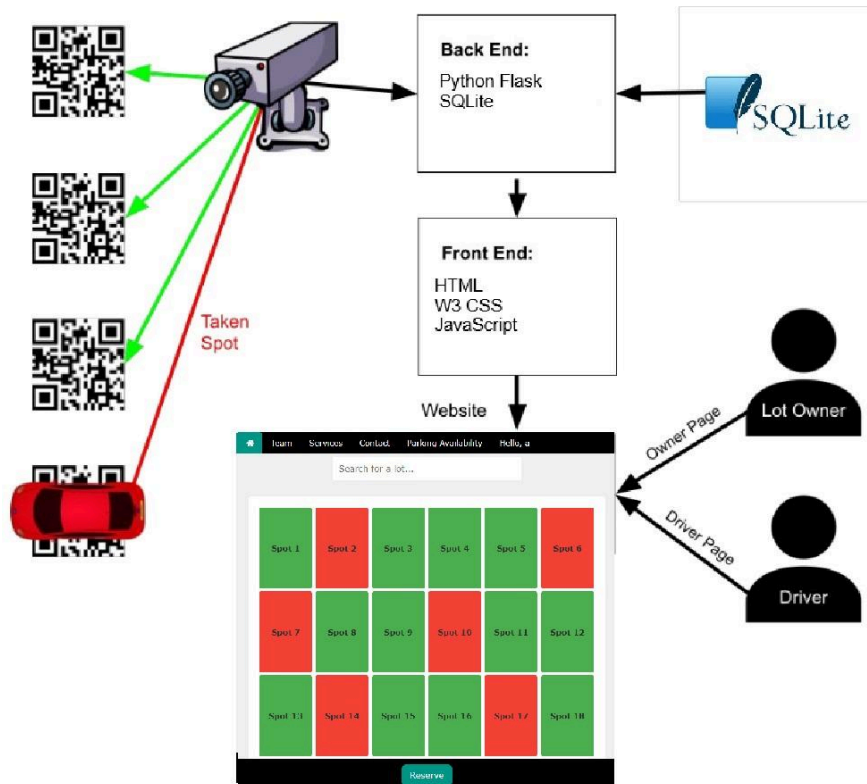 Back End:
Python Flask
SQLite
SQLite
Front End:
HTML
W3 CSS
JavaScript
Taken
Spot
Website
Lot Owner
Owner Page
Driver Page
Driver
Team Services Contact Parking Availability Hello, a
Search for a lot...
Spot 1 Spot 2 Spot 3 Spot 4 Spot 5 Spot 6
Spot 7 Spot 8 Spot 9 Spot 10 Spot 11 Spot 12
Spot 13 Spot 14 Spot 15 Spot 16 Spot 17 Spot 18
Reserve